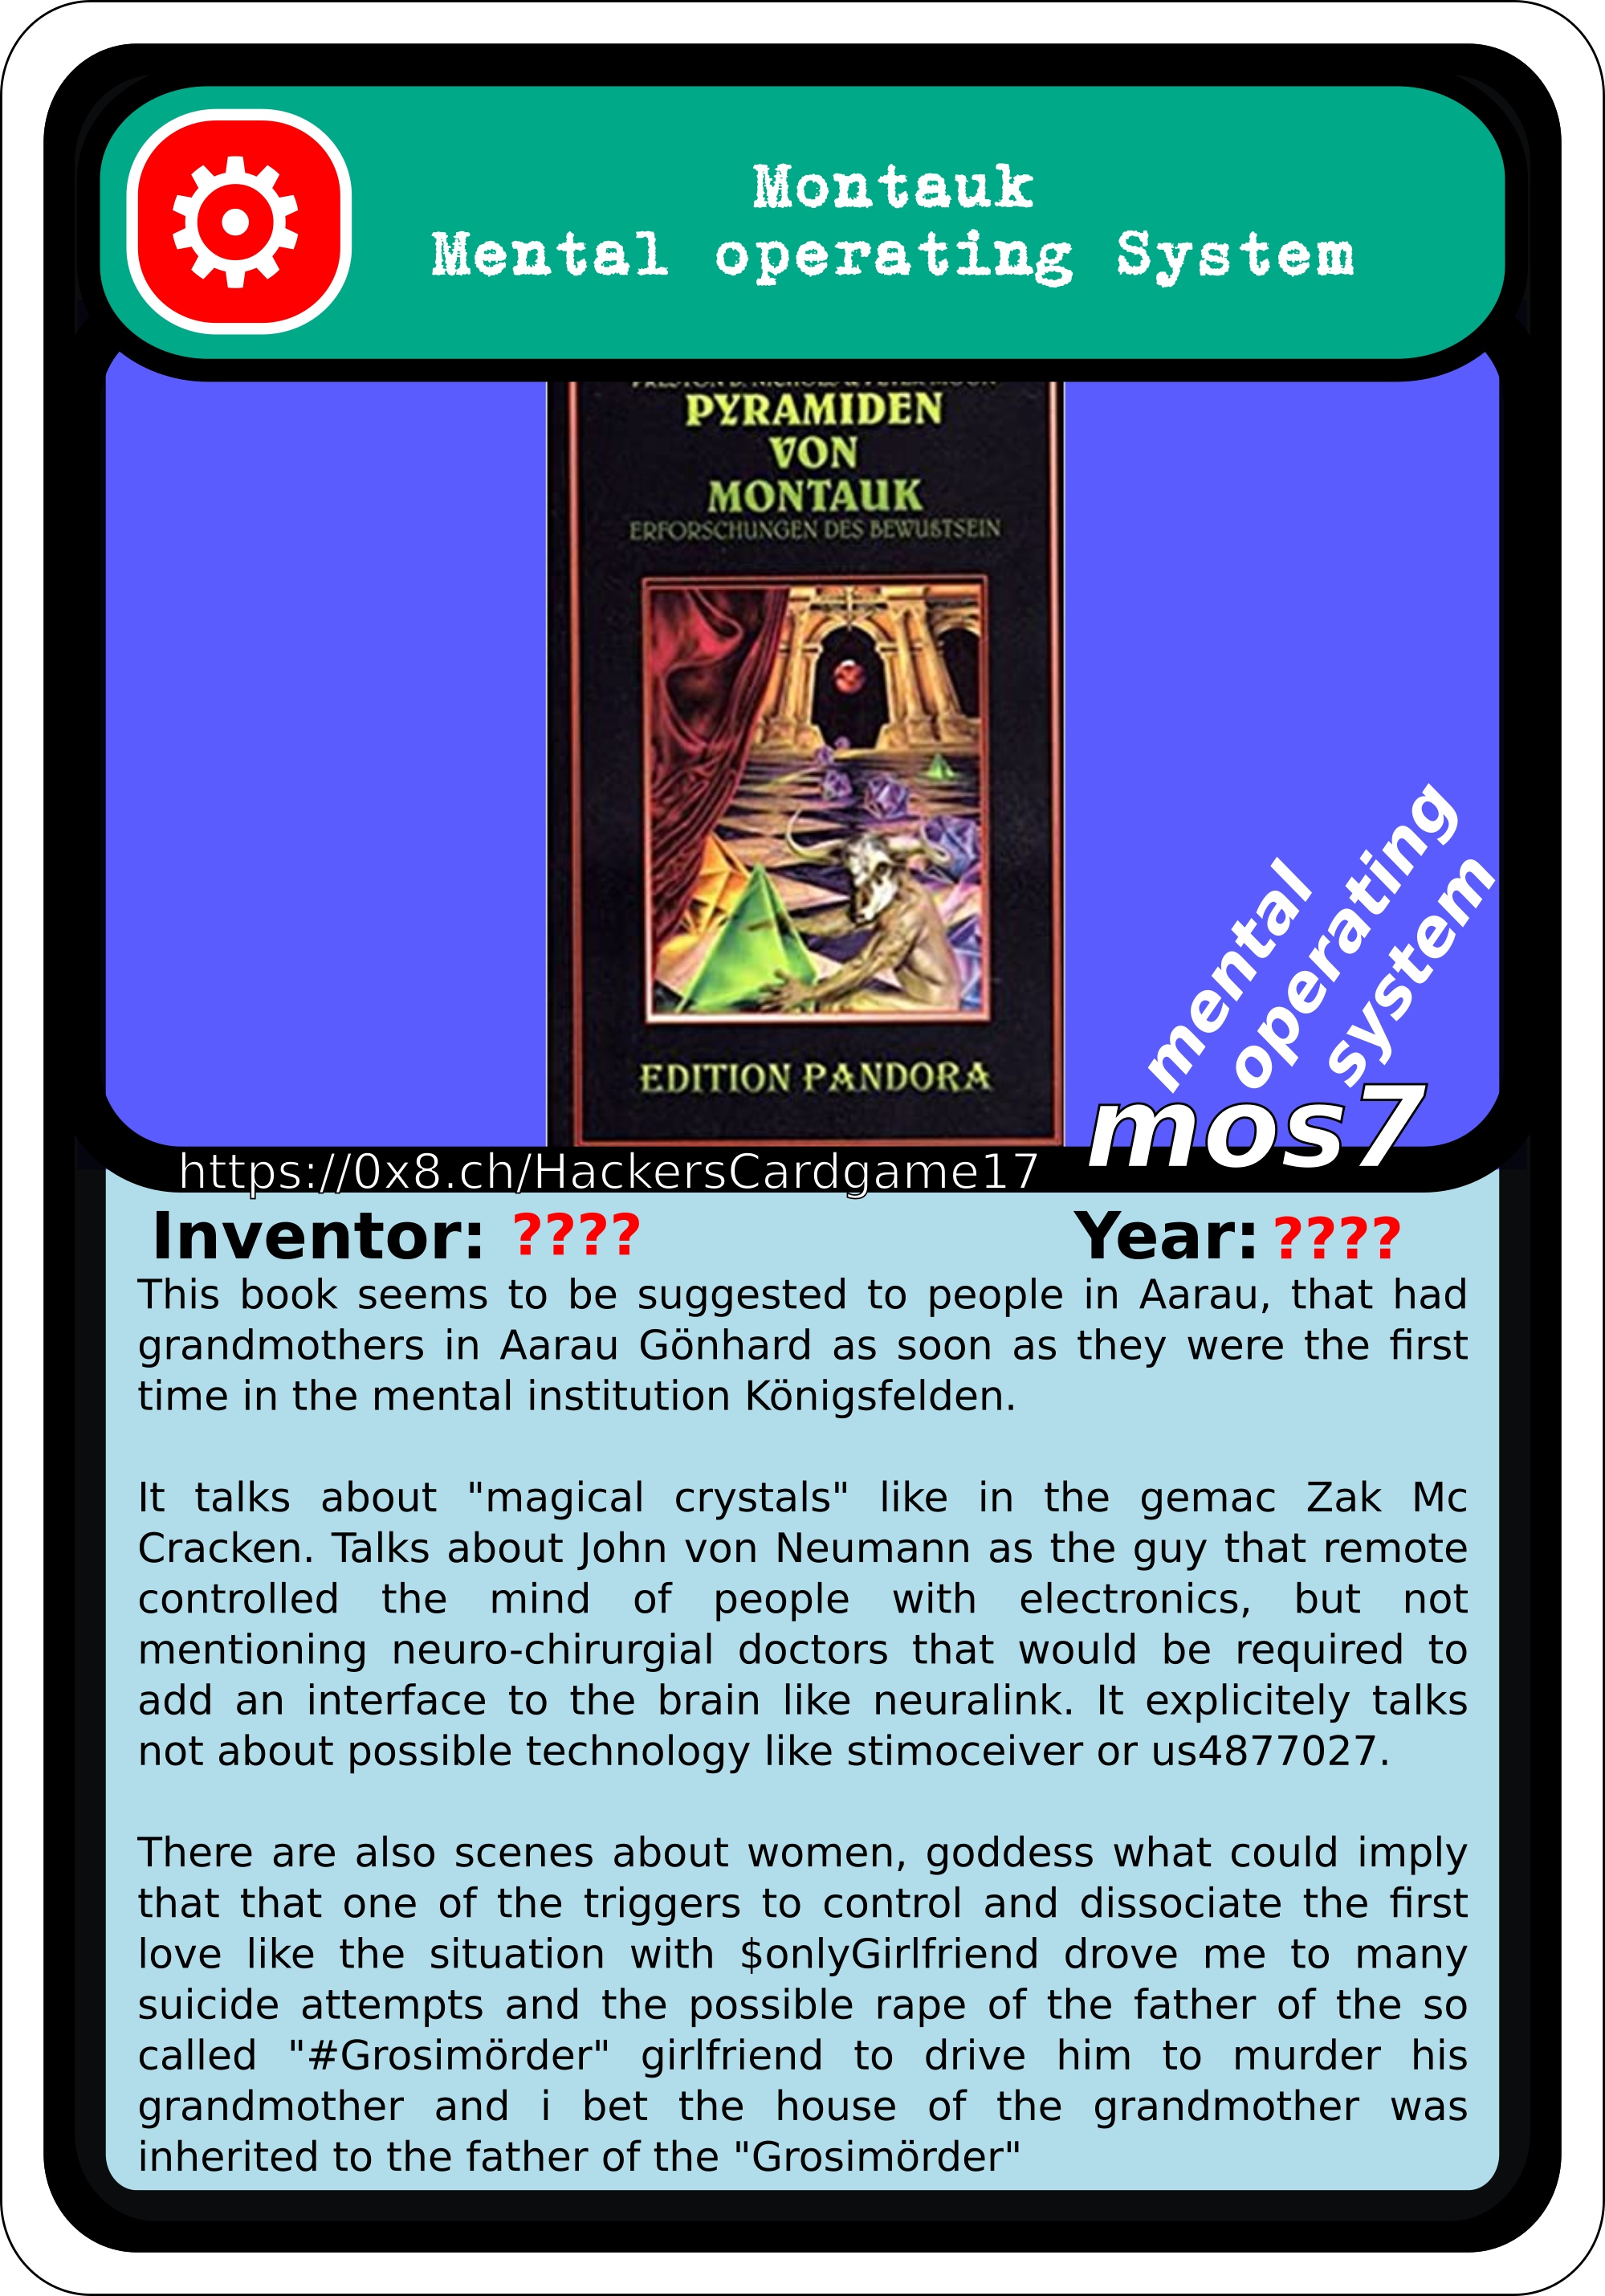 Montauk
Mental operating System
PYRAMIDEN
VON
MONTAUK
ERFORSCHUNGEN DES BEWUßTSEIN
EDITION PANDORA
mental
operating
system
mos7
https://0x8.ch/HackersCardgame17
Inventor: ????
Year: ????
This book seems to be suggested to people in Aarau, that had
grandmothers in Aarau Gönhard as soon as they were the first
time in the mental institution Königsfelden.
It talks about "magical crystals" like in the gemac Zak Mc
Cracken. Talks about John von Neumann as the guy that remote
controlled the mind of people with electronics, but not
mentioning neuro-chirurgial doctors that would be required to
add an interface to the brain like neuralink. It explicitely talks
not about possible technology like stimoceiver or us4877027.
There are also scenes about women, goddess what could imply
that that one of the triggers to control and dissociate the first
love like the situation with $onlyGirlfriend drove me to many
suicide attempts and the possible rape of the father of the so
called "#Grosimörder" girlfriend to drive him to murder his
grandmother and i bet the house of the grandmother was
inherited to the father of the "Grosimörder"